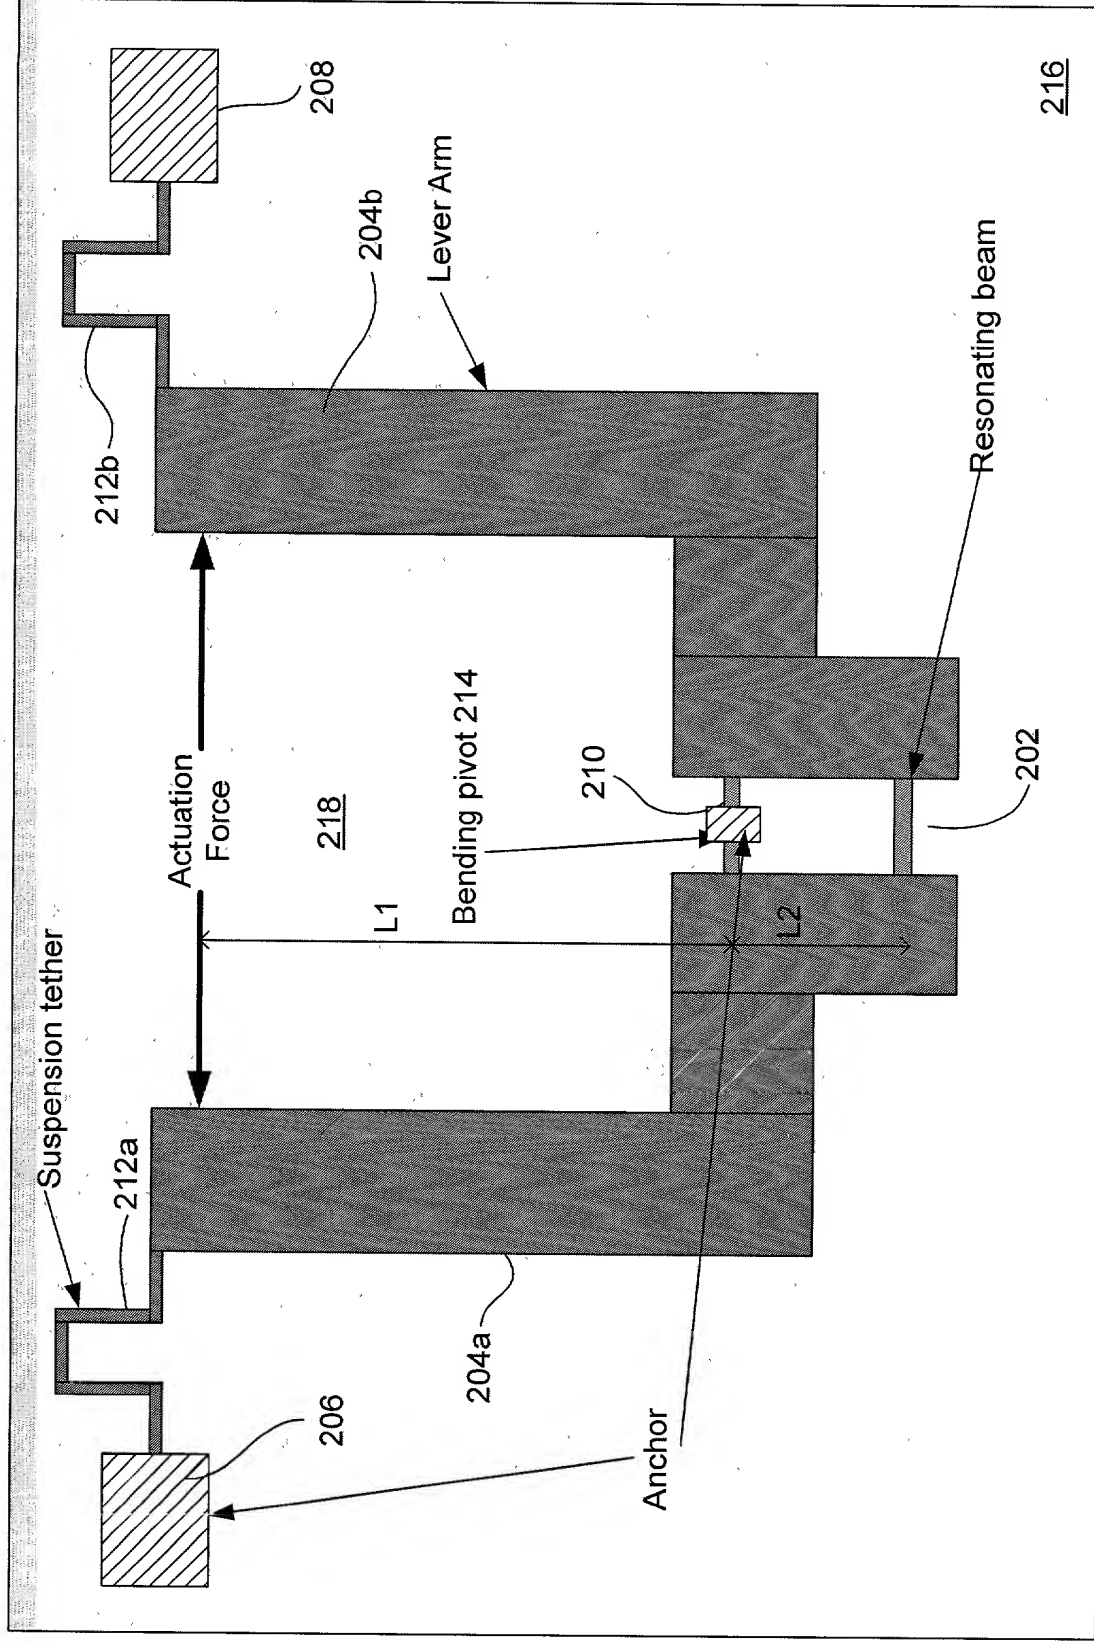 Suspension tether
212a
206
Anchor
204a
Actuation
Force
218
L1
Bending pivot 214
210
L2
202
212b
204b
Lever Arm
208
Resonating beam
216